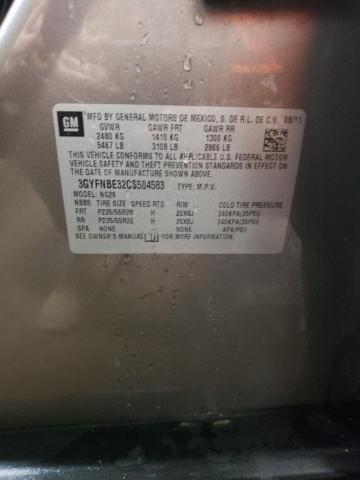 GM
MFD BY GENERAL MOTORS DE MEXICO, S. DE R.L. DE C.V. 08/11
GVWR GAWR FRT GAWR RR
2480 KG 1410 KG 1300 KG
5467 LB 3108 LB 2866 LB
THIS VEHICLE CONFORMS TO ALL APPLICABLE U.S. FEDERAL MOTOR
VEHICLE SAFETY AND THEFT PREVENTION STANDARDS IN EFFECT
ON THE DATE OF MANUFACTURE SHOWN ABOVE.
3GYFNBE32CS504583 TYPE: M.P.V.
MODEL: NG26
NBBS TIRE SIZE SPEED RTG RIM COLD TIRE PRESSURE
FRT P235/55R20 H 20X8J 240KPA(35PSI)
RR P235/55R20 H 20X8J 240KPA(35PSI)
SPA NONE NONE KPA(PSI)
SEE OWNER'S MANUAL FOR MORE INFORMATION.